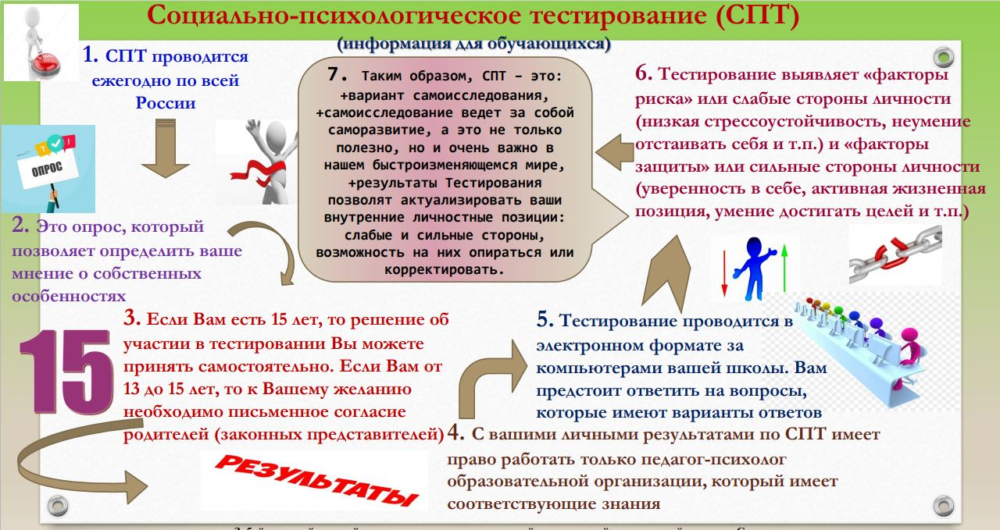 Социально-психологическое тестирование (СПТ)
(информация для обучающихся)
START
1. СПТ проводится
ежегодно по всей
России
ОПРОС
2. Это опрос, который
позволяет определить ваше
мнение о собственных
особенностях
15
3. Если Вам есть 15 лет, то решение об
участии в тестировании Вы можете
принять самостоятельно. Если Вам от
13 до 15 лет, то к Вашему желанию
необходимо письменное согласие
родителей (законных представителей)
РЕЗУЛЬТАТЫ
4. С вашими личными результатами по СПТ имеет
право работать только педагог-психолог
образовательной организации, который имеет
соответствующие знания
5. Тестирование проводится в
электронном формате за
компьютерами вашей школы. Вам
предстоит ответить на вопросы,
которые имеют варианты ответов
6. Тестирование выявляет «факторы
риска» или слабые стороны личности
(низкая стрессоустойчивость, неумение
отстаивать себя и т.п.) и «факторы
защиты» или сильные стороны личности
(уверенность в себе, активная жизненная
позиция, умение достигать целей и т.п.)
7. Таким образом, СПТ – это:
+вариант самоисследования,
+самоисследование ведет за собой
саморазвитие, а это не только
полезно, но и очень важно в
нашем быстроизменяющемся мире,
+результаты Тестирования
позволят актуализировать ваши
внутренние личностные позиции:
слабые и сильные стороны,
возможность на них опираться или
корректировать.